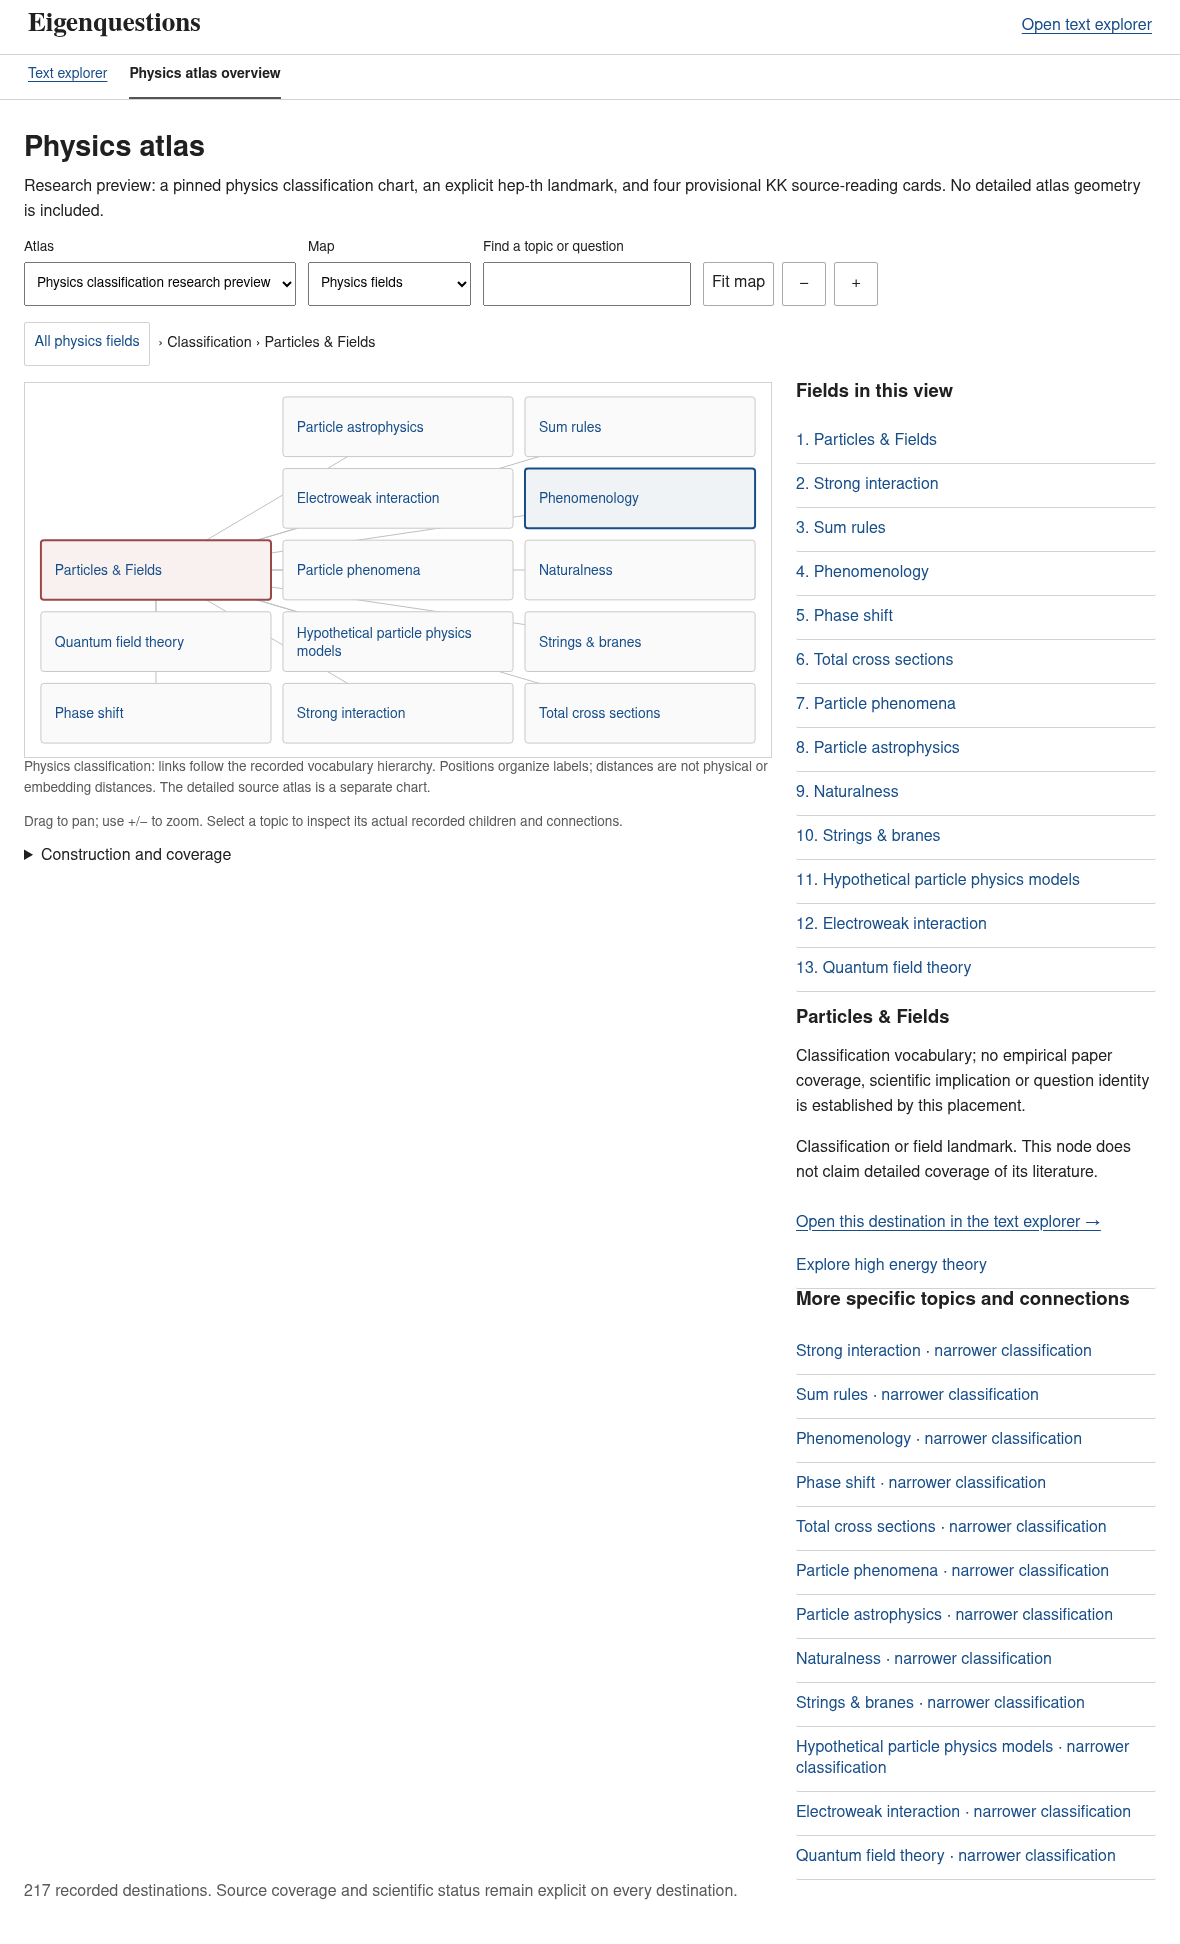 Eigenquestions
Open text explorer
Text explorer
Physics atlas overview
Physics atlas
Research preview: a pinned physics classification chart, an explicit hep-th landmark, and four provisional KK source-reading cards. No detailed atlas geometry
is included.
Atlas
Map
Find a topic or question
Physics classification research preview
Physics fields
Fit map
−
+
All physics fields
› Classification › Particles & Fields
Particle astrophysics
Sum rules
Electroweak interaction
Phenomenology
Particles & Fields
Particle phenomena
Naturalness
Quantum field theory
Hypothetical particle physics
models
Strings & branes
Phase shift
Strong interaction
Total cross sections
Physics classification: links follow the recorded vocabulary hierarchy. Positions organize labels; distances are not physical or
embedding distances. The detailed source atlas is a separate chart.
Drag to pan; use +/− to zoom. Select a topic to inspect its actual recorded children and connections.
Construction and coverage
Fields in this view
1. Particles & Fields
2. Strong interaction
3. Sum rules
4. Phenomenology
5. Phase shift
6. Total cross sections
7. Particle phenomena
8. Particle astrophysics
9. Naturalness
10. Strings & branes
11. Hypothetical particle physics models
12. Electroweak interaction
13. Quantum field theory
Particles & Fields
Classification vocabulary; no empirical paper
coverage, scientific implication or question identity
is established by this placement.
Classification or field landmark. This node does
not claim detailed coverage of its literature.
Open this destination in the text explorer →
Explore high energy theory
More specific topics and connections
Strong interaction · narrower classification
Sum rules · narrower classification
Phenomenology · narrower classification
Phase shift · narrower classification
Total cross sections · narrower classification
Particle phenomena · narrower classification
Particle astrophysics · narrower classification
Naturalness · narrower classification
Strings & branes · narrower classification
Hypothetical particle physics models · narrower
classification
Electroweak interaction · narrower classification
Quantum field theory · narrower classification
217 recorded destinations. Source coverage and scientific status remain explicit on every destination.